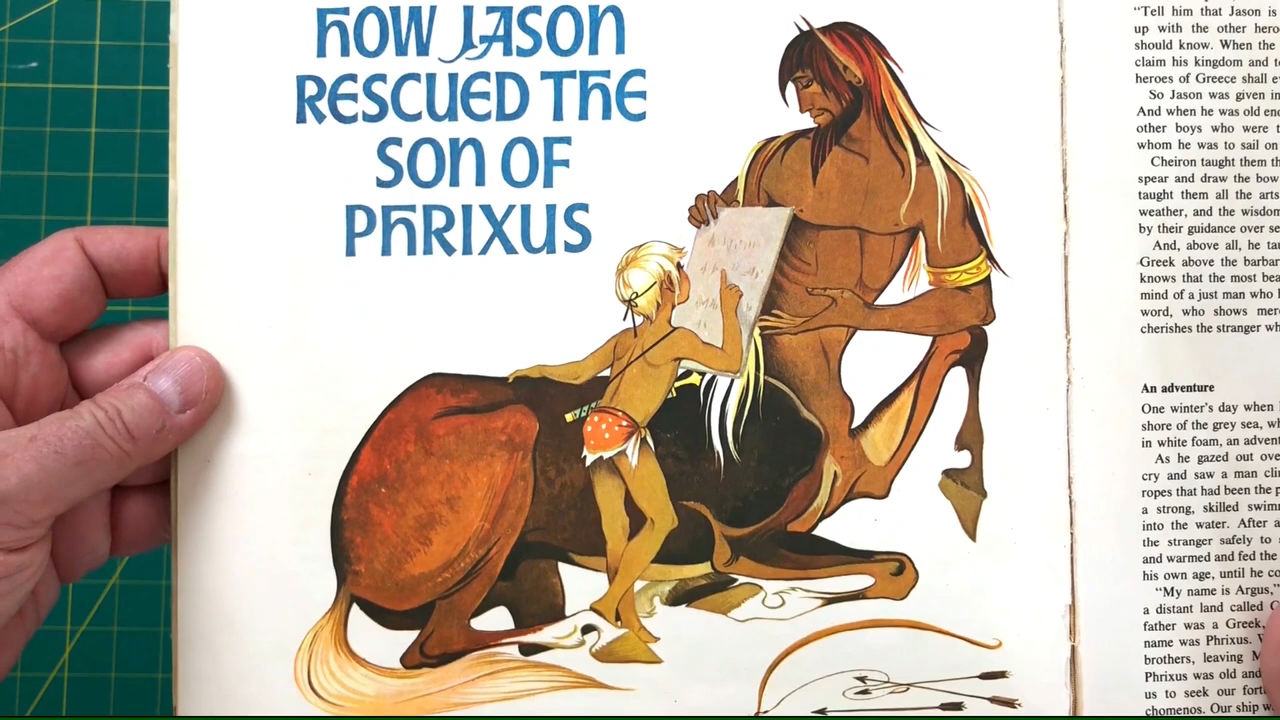 HOW JASON
RESCUED THE
SON OF
PHRIXUS
"Tell him that Jason is
up with the other hero
should know. When the
claim his kingdom and t
heroes of Greece shall e
So Jason was given in
And when he was old en
other boys who were t
whom he was to sail on
Cheiron taught them th
spear and draw the bow
taught them all the arts
weather, and the wisdom
by their guidance over se
And, above all, he ta
Greek above the barbar
knows that the most bea
mind of a just man who
word, who shows mer
cherishes the stranger wh
An adventure
One winter's day when
shore of the grey sea, wh
in white foam, an adven
As he gazed out ove
cry and saw a man cli
ropes that had been the p
a strong, skilled swim
into the water. After a
the stranger safely to
and warmed and fed the
his own age, until he co
"My name is Argus,"
a distant land called C
father was a Greek,
name was Phrixus.
brothers, leaving
Phrixus was old and
us to seek our fort
chomenos. Our ship w